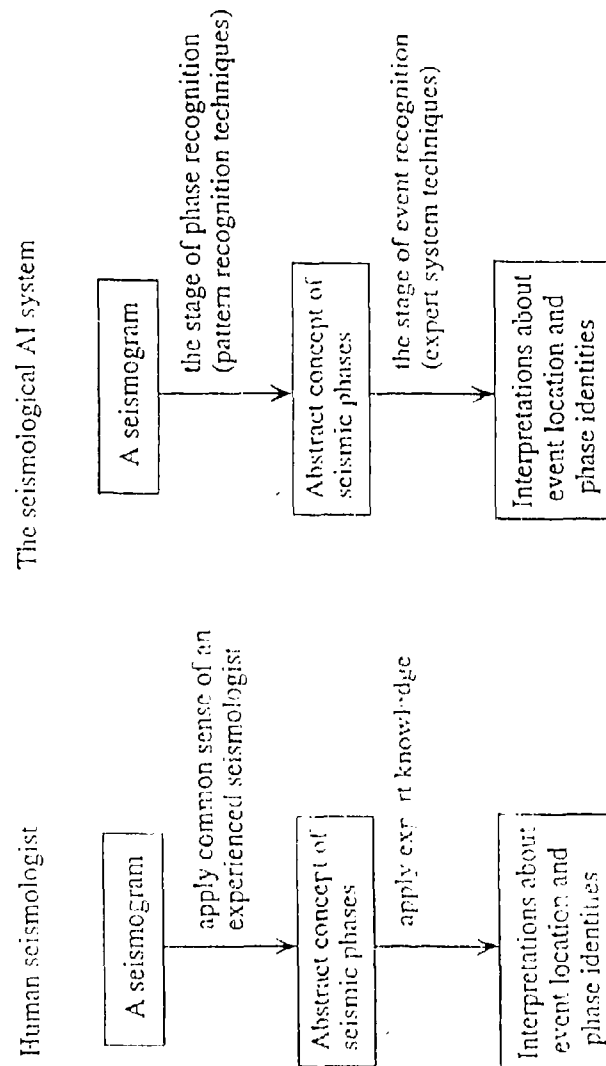 Human seismologist
A seismogram
apply common sense of an
experienced seismologist
Abstract concept of
seismic phases
apply exp rt knowledge
Interpretations about
event location and
phase identities
The seismological AI system
A seismogram
the stage of phase recognition
(pattern recognition techniques)
Abstract concept of
seismic phases
the stage of event recognition
(expert system techniques)
Interpretations about
event location and
phase identities